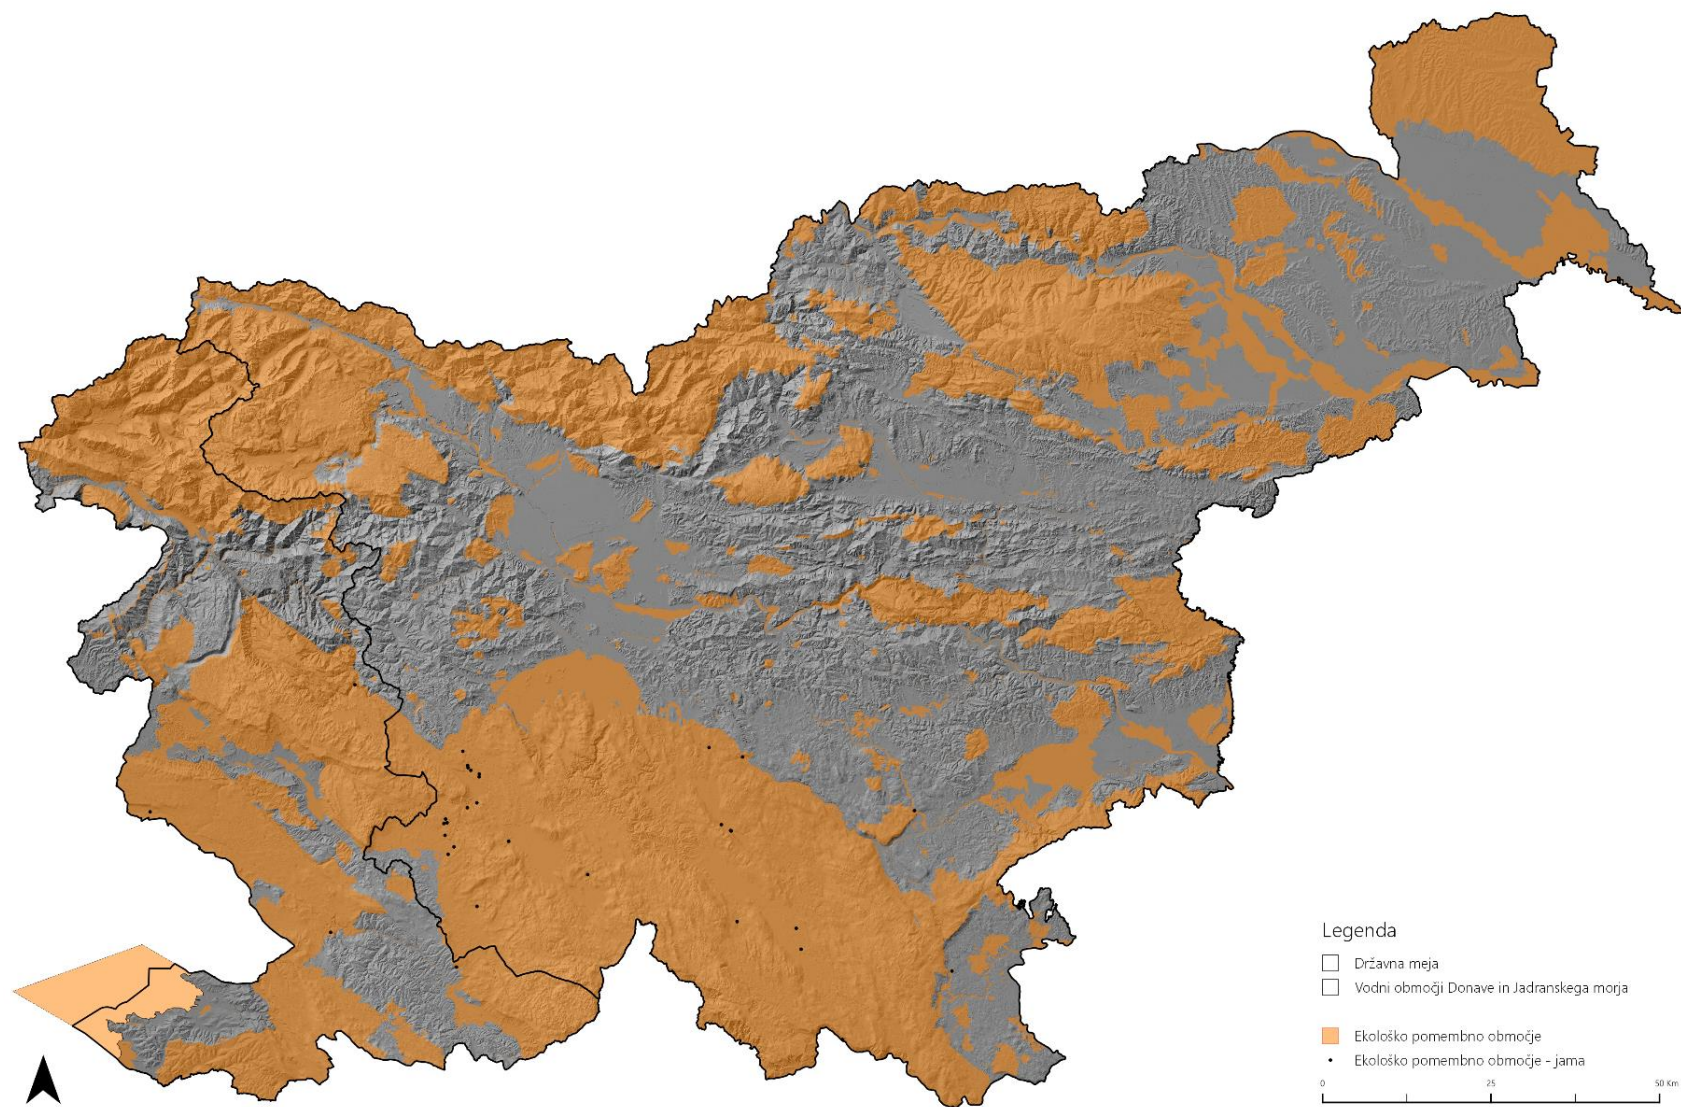 Legenda
Državna meja
Vodni območji Donave in Jadranskega morja
Ekološko pomembno območje
Ekološko pomembno območje - jama
0 25 50 Km